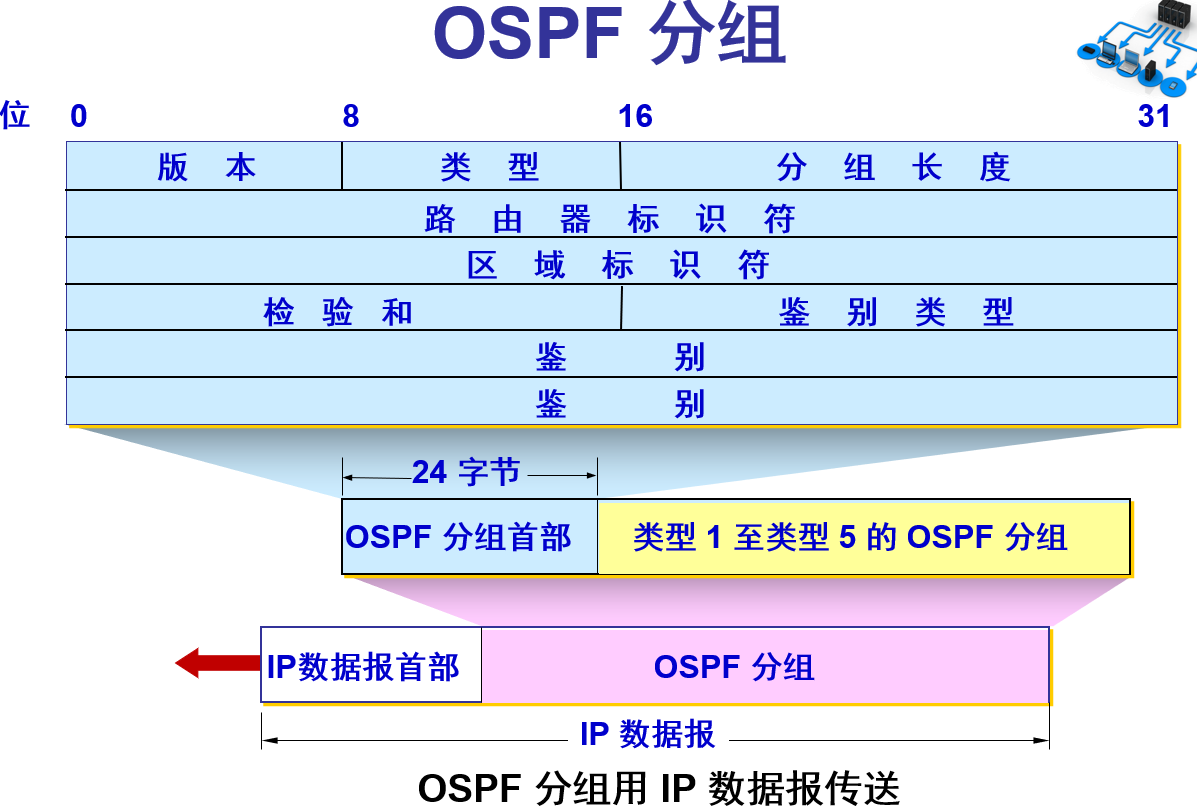 OSPF 分组
位 0 8 16 31
版 本 类 型 分 组 长 度
路 由 器 标 识 符
区 域 标 识 符
检 验 和 鉴 别 类 型
鉴 别
鉴 别
24 字节
OSPF 分组首部 类型 1 至类型 5 的 OSPF 分组
IP数据报首部 OSPF 分组
IP 数据报
OSPF 分组用 IP 数据报传送